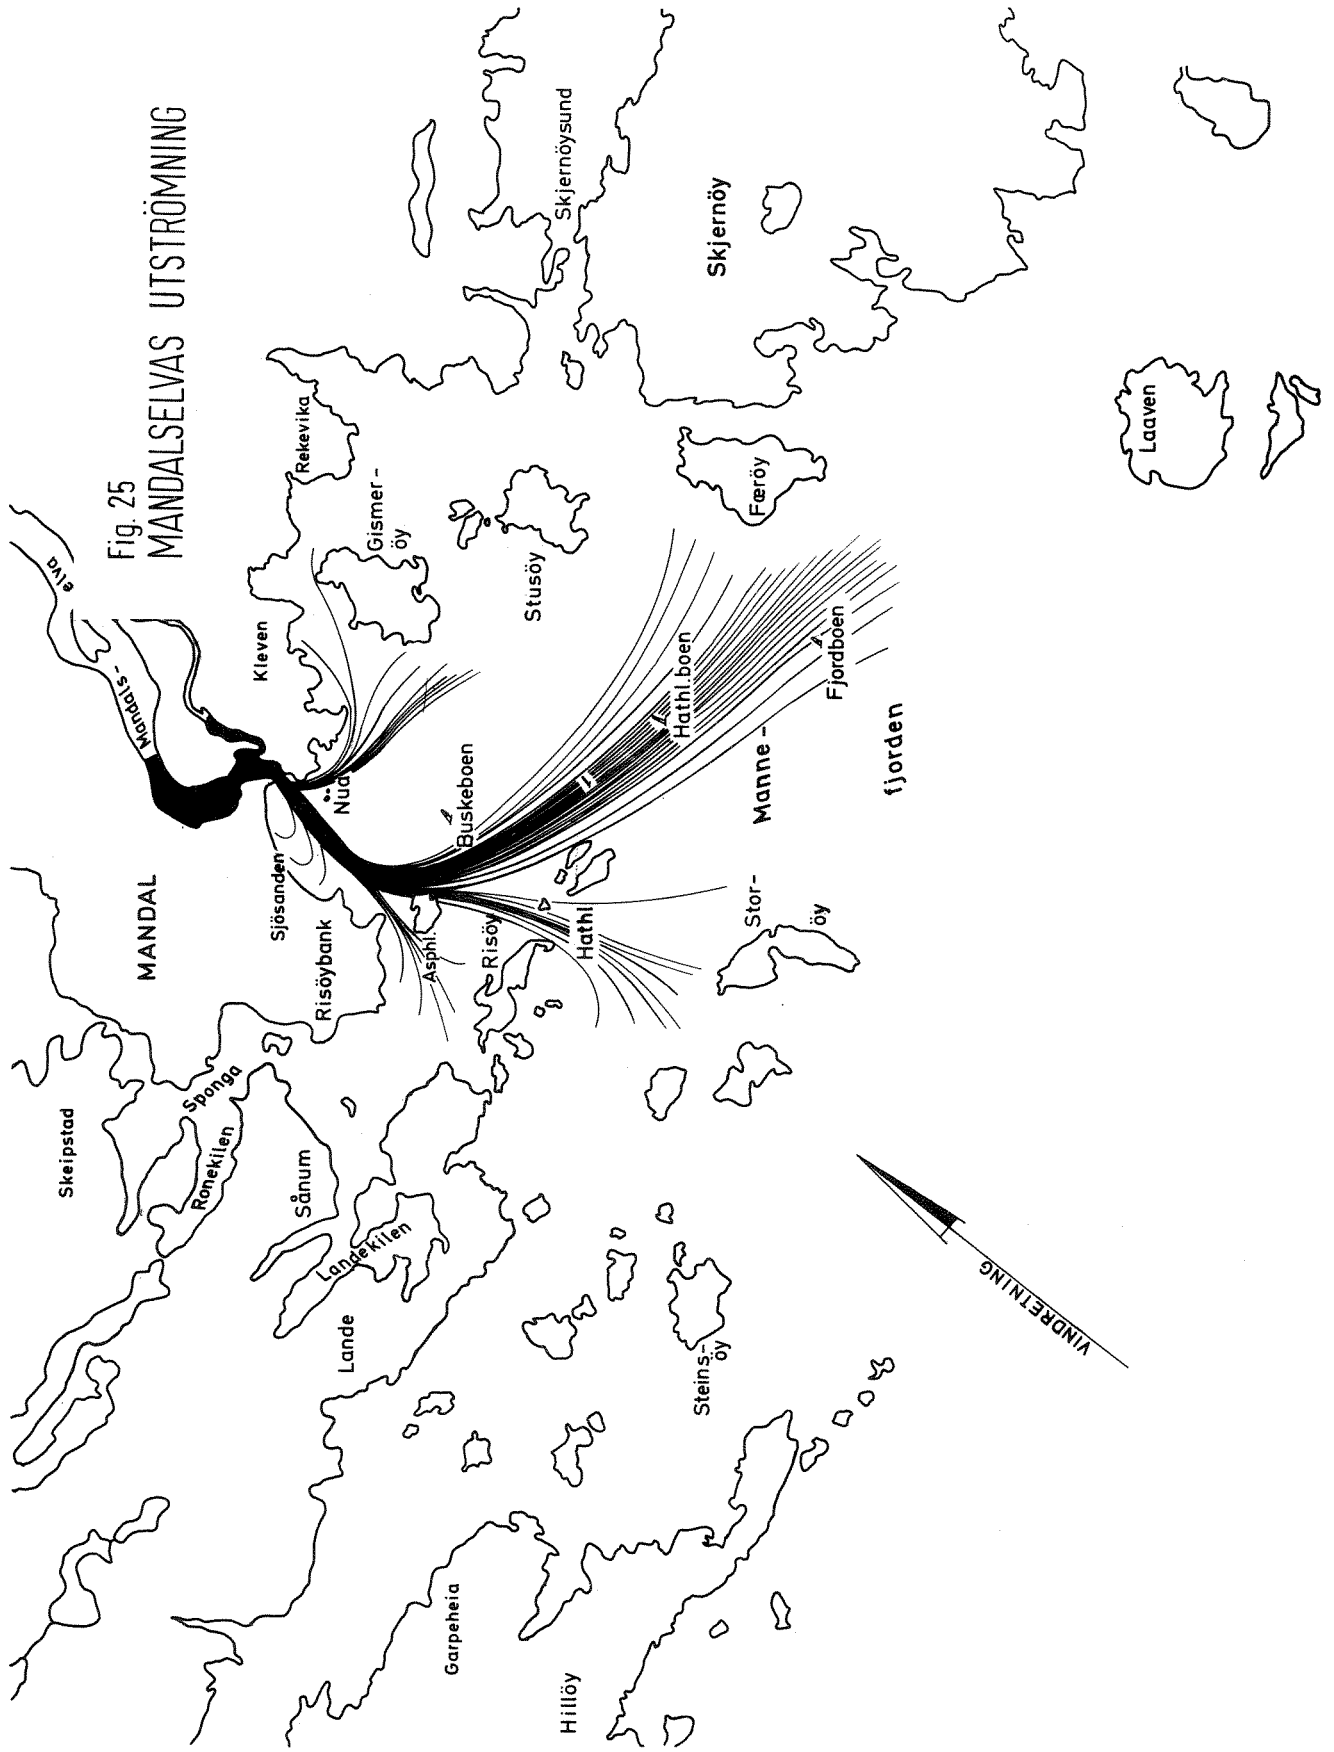 Fig. 25
MANDALSELVAS UTSTRÖMNING
Mandals-
elva
Skeipstad
MANDAL
Sponga
Ronekilen
Kleven
Rekevika
Sjösanden
Risöybank
Sånum
Nud
Gismer-
öy
Landekilen
Lande
Asphl.
Buskeboen
Risöy
Skjernöysund
Stusöy
Hathl
Garpeheia
Hillöy
Hathl.boen
Skjernöy
Færöy
Steins-
öy
Stor-
öy
Manne-
fjorden
Fjordboen
Laaven
VINDRETNING